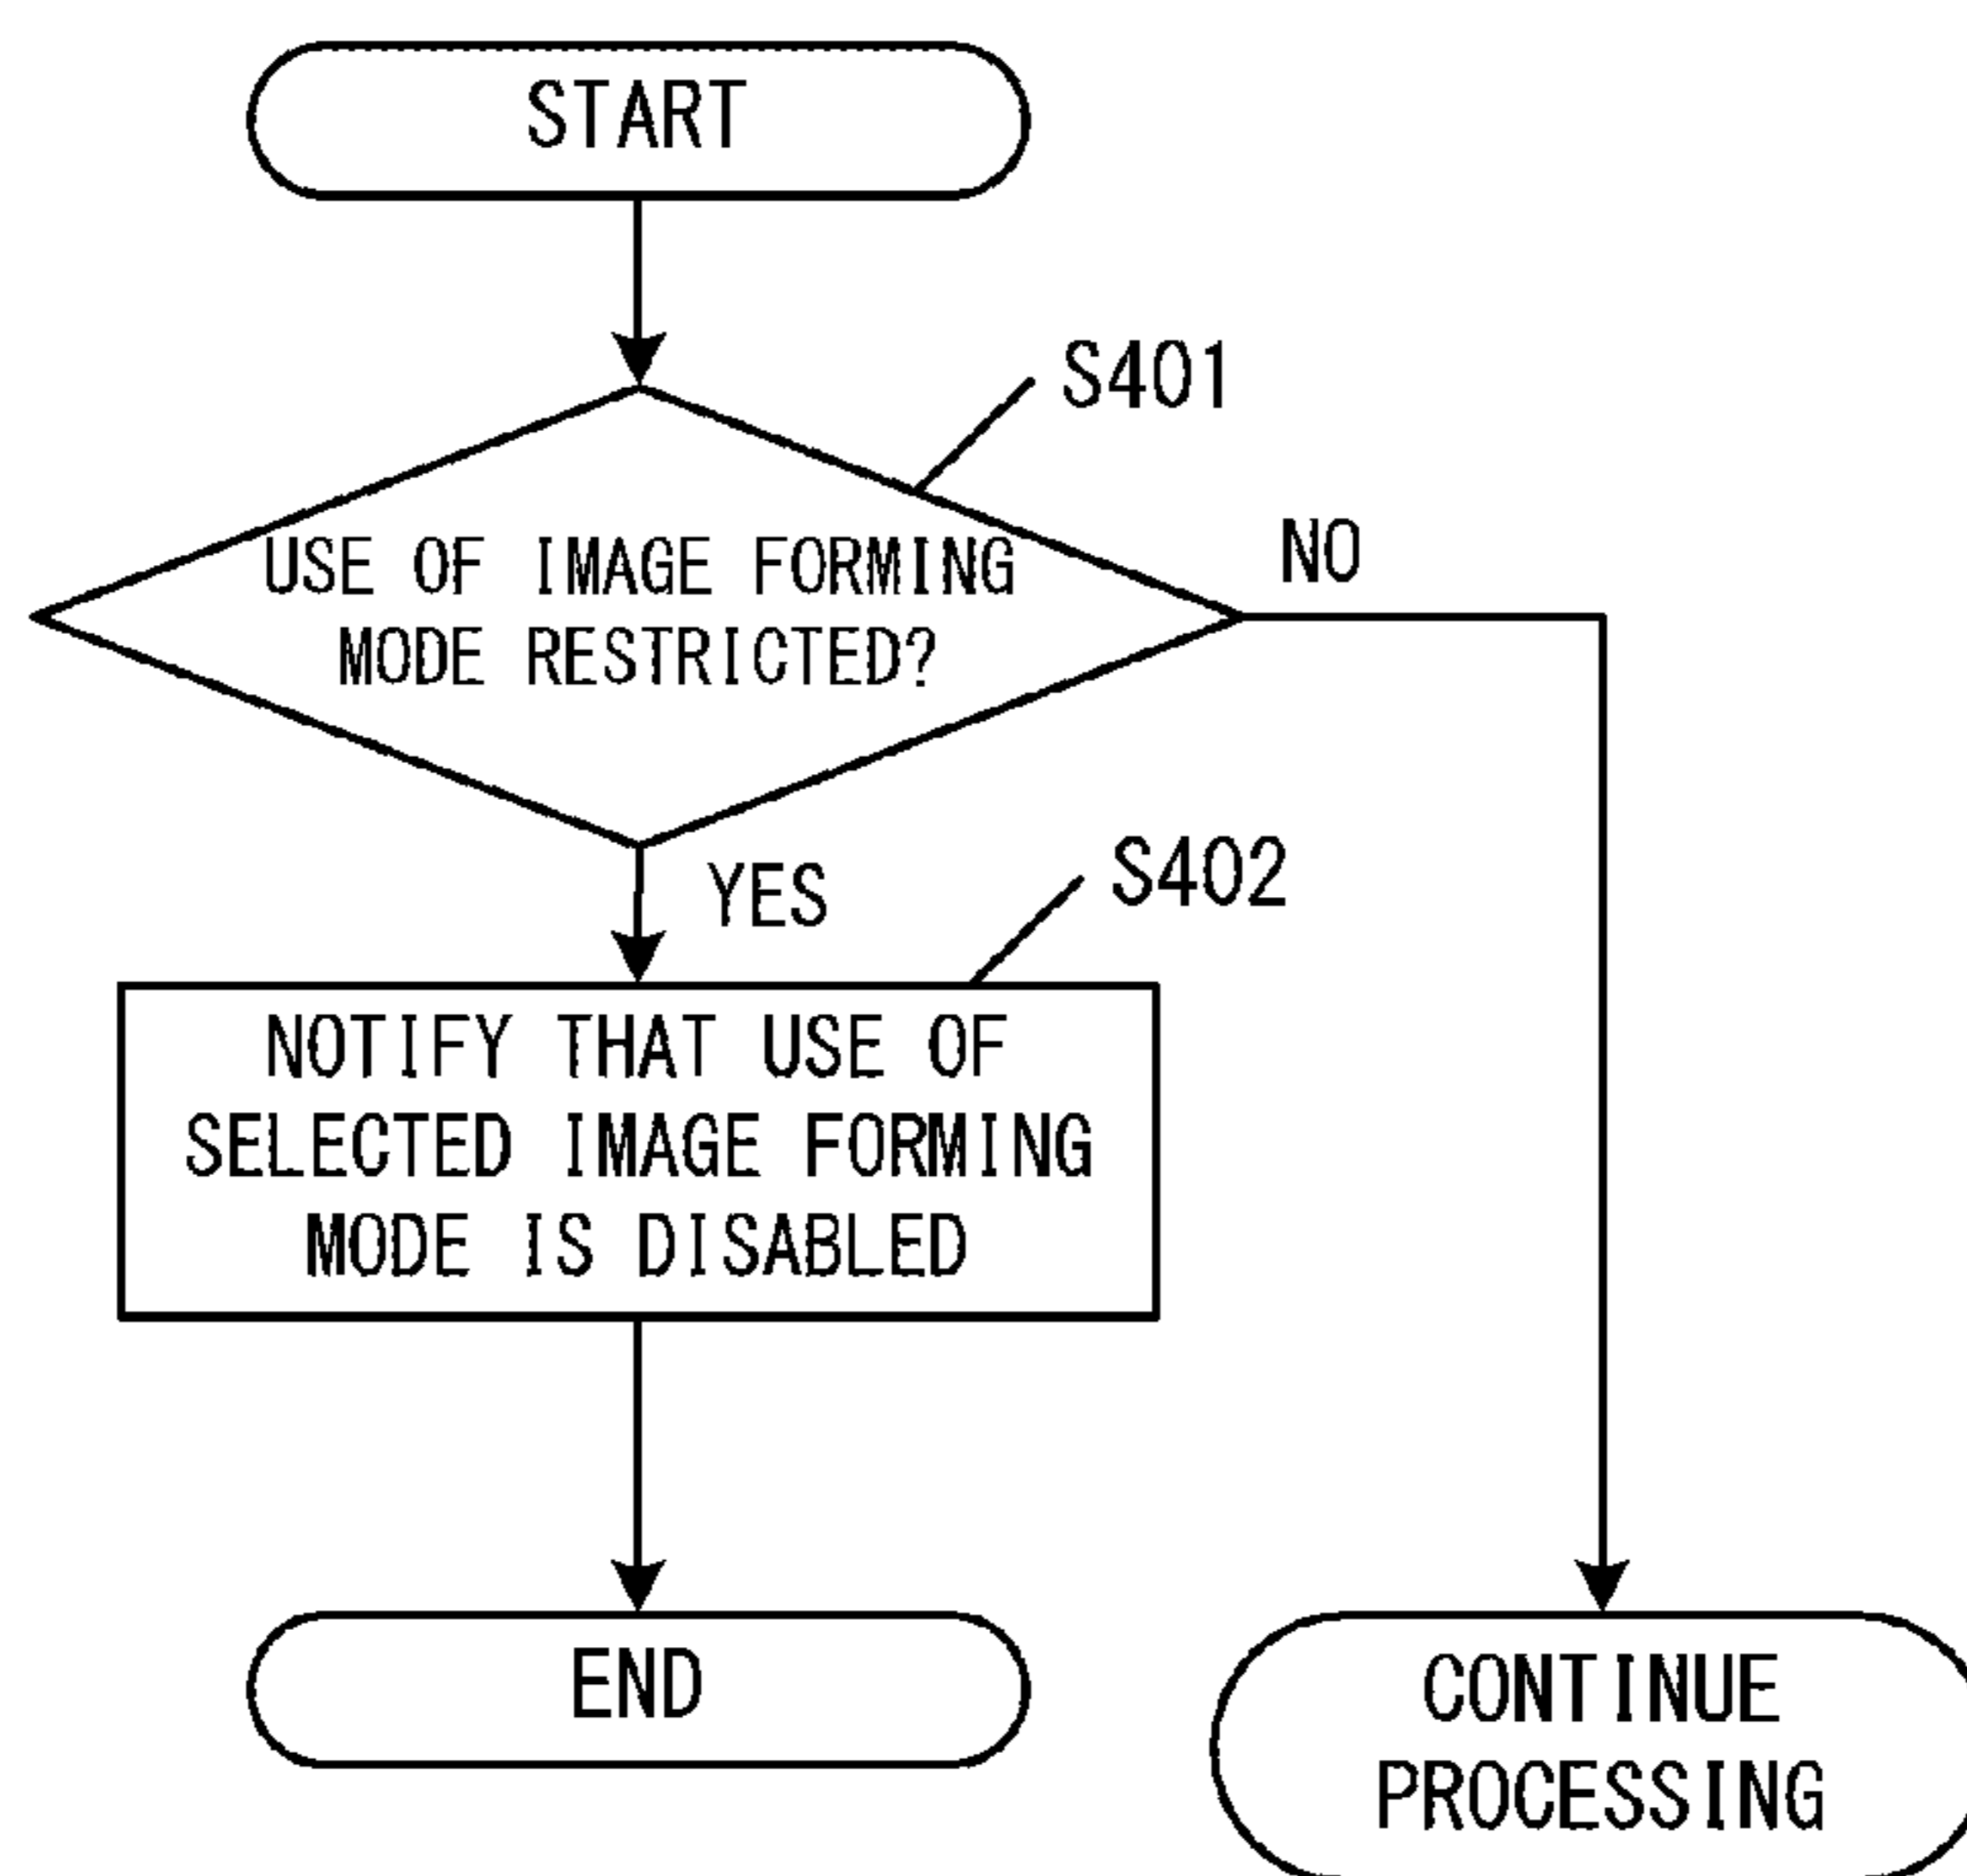 START
S401
USE OF IMAGE FORMING
MODE RESTRICTED?
NO
YES
S402
NOTIFY THAT USE OF
SELECTED IMAGE FORMING
MODE IS DISABLED
END
CONTINUE
PROCESSING